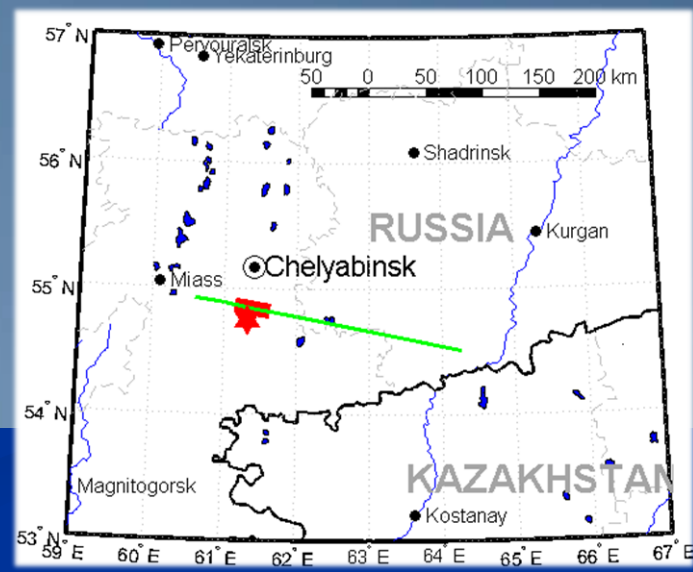 57° N
Pervouralsk
Yekaterinburg
50 0 50 100 150 200 km
56° N
Shadrinsk
RUSSIA
Kurgan
Chelyabinsk
55° N
Miass
54° N
KAZAKHSTAN
Magnitogorsk
Kostanay
53° N
59° E 60° E 61° E 62° E 63° E 64° E 65° E 66° E 67° E